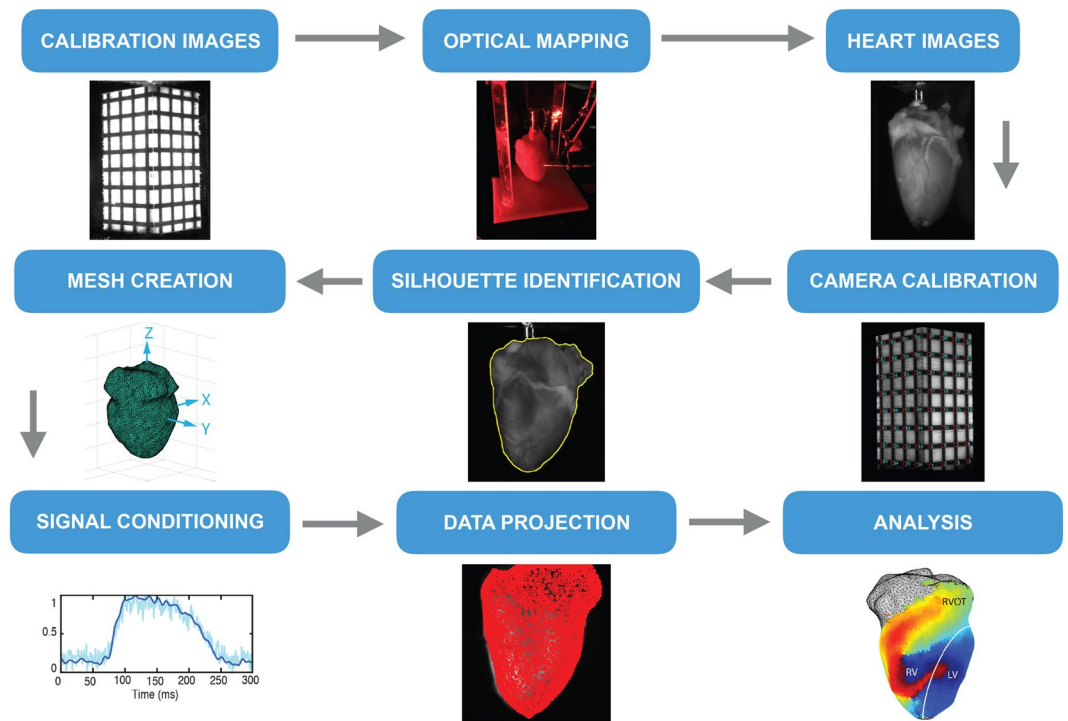 CALIBRATION IMAGES
OPTICAL MAPPING
HEART IMAGES
MESH CREATION
SILHOUETTE IDENTIFICATION
CAMERA CALIBRATION
Z
X
Y
SIGNAL CONDITIONING
DATA PROJECTION
ANALYSIS
1
0.5
0
0 50 100 150 200 250 300
Time (ms)
RVOT
RV
LV